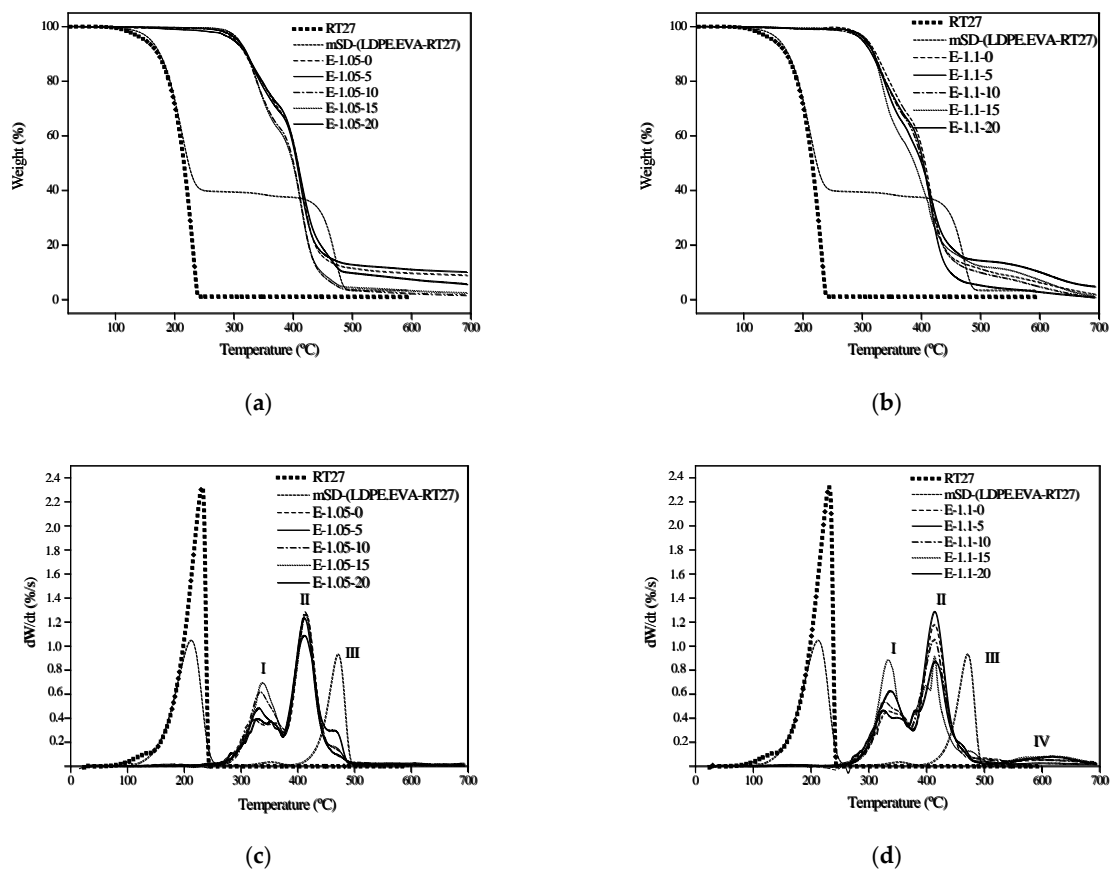 100
80
60
40
20
0
Weight (%)
RT27
mSD-(LDPE.EVA-RT27)
E-1.05-0
E-1.05-5
E-1.05-10
E-1.05-15
E-1.05-20
100 200 300 400 500 600 700
Temperature (ºC)
(a)
100
80
60
40
20
0
Weight (%)
RT27
mSD-(LDPE.EVA-RT27)
E-1.1-0
E-1.1-5
E-1.1-10
E-1.1-15
E-1.1-20
100 200 300 400 500 600 700
Temperature (ºC)
(b)
2.4
2.2
2.0
1.8
1.6
1.4
1.2
1.0
0.8
0.6
0.4
0.2
dW/dt (%/s)
RT27
mSD-(LDPE.EVA-RT27)
E-1.05-0
E-1.05-5
E-1.05-10
E-1.05-15
E-1.05-20
I
II
III
0 100 200 300 400 500 600 700
Temperature (ºC)
(c)
2.4
2.2
2.0
1.8
1.6
1.4
1.2
1.0
0.8
0.6
0.4
0.2
dW/dt (%/s)
RT27
mSD-(LDPE.EVA-RT27)
E-1.1-0
E-1.1-5
E-1.1-10
E-1.1-15
E-1.1-20
I
II
III
IV
0 100 200 300 400 500 600 700
Temperature (ºC)
(d)